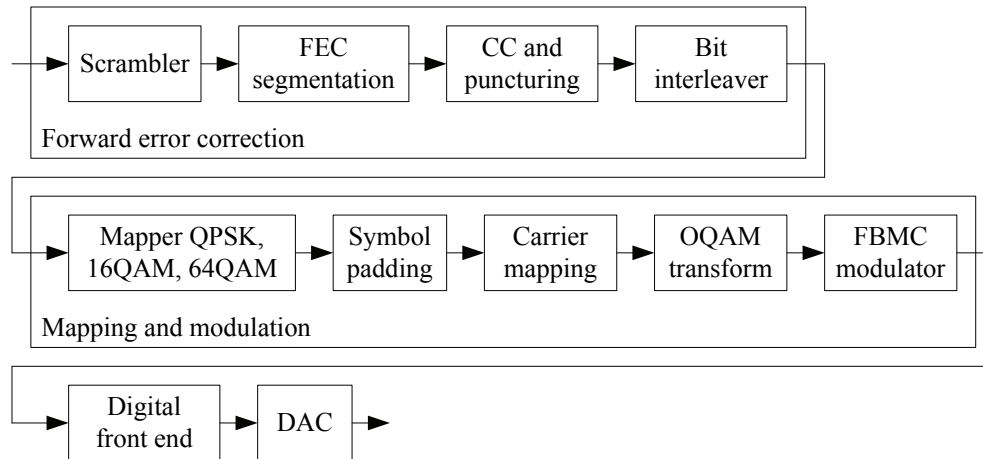 Scrambler
FEC
segmentation
CC and
puncturing
Bit
interleaver
Forward error correction
Mapper QPSK,
16QAM, 64QAM
Symbol
padding
Carrier
mapping
OQAM
transform
FBMC
modulator
Mapping and modulation
Digital
front end
DAC